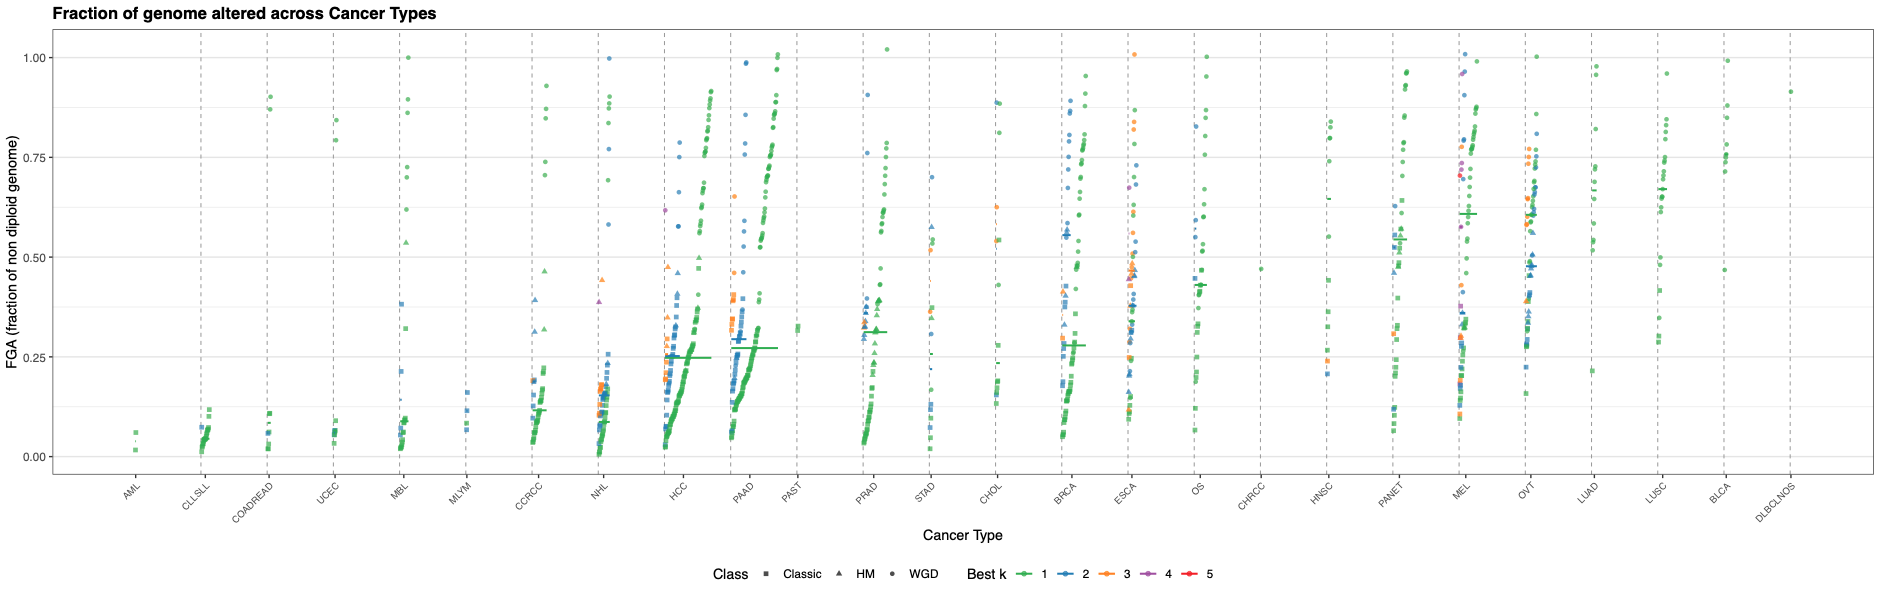 Fraction of genome altered across Cancer Types
FGA (fraction of non diploid genome)
1.00
0.75
0.50
0.25
0.00
AML CLLSLL COADREAD UCEC MBL MLYM CCRCC NHL HCC PAAD PAST PRAD STAD CHOL BRCA ESCA OS CHRCC HNSC PANET MEL OVT LUAD LUSC BLCA DLBCLNOS
Cancer Type
Class Classic HM WGD Best k 1 2 3 4 5